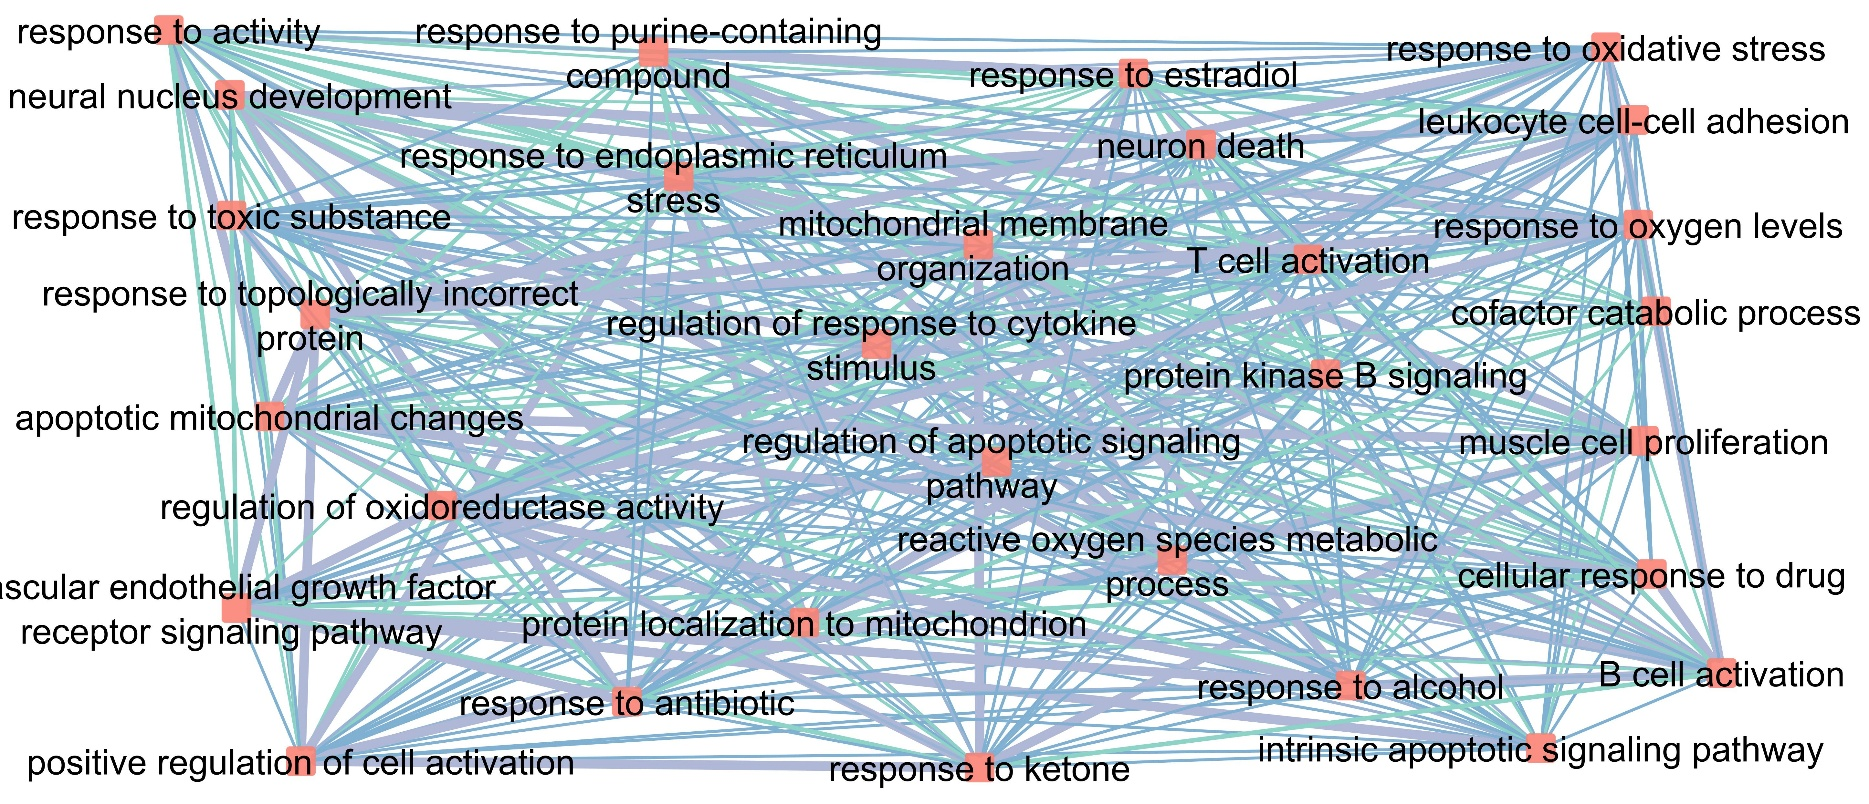 response to activity
response to purine-containing
compound
response to estradiol
response to oxidative stress
neural nucleus development
leukocyte cell-cell adhesion
neuron death
response to endoplasmic reticulum
stress
response to toxic substance
mitochondrial membrane
organization
response to oxygen levels
T cell activation
response to topologically incorrect
protein
regulation of response to cytokine
stimulus
cofactor catabolic process
protein kinase B signaling
apoptotic mitochondrial changes
regulation of apoptotic signaling
pathway
muscle cell proliferation
regulation of oxidoreductase activity
reactive oxygen species metabolic
process
cellular response to drug
ascular endothelial growth factor
receptor signaling pathway
protein localization to mitochondrion
response to antibiotic
response to alcohol
B cell activation
positive regulation of cell activation
response to ketone
intrinsic apoptotic signaling pathway